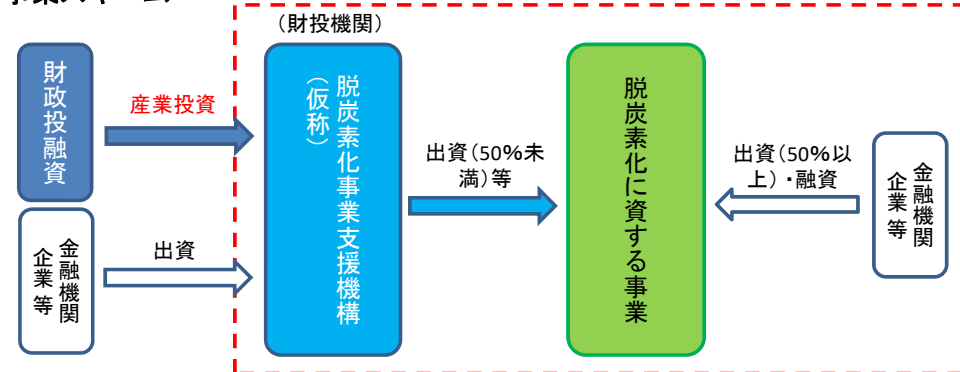 （財投機関）
財政投融資
産業投資
金融機関
企業等
出資
脱炭素化事業支援機構
（仮称）
出資（50％未
満）等
脱炭素化に資する事業
出資（50％以
上）・融資
金融機関
企業等